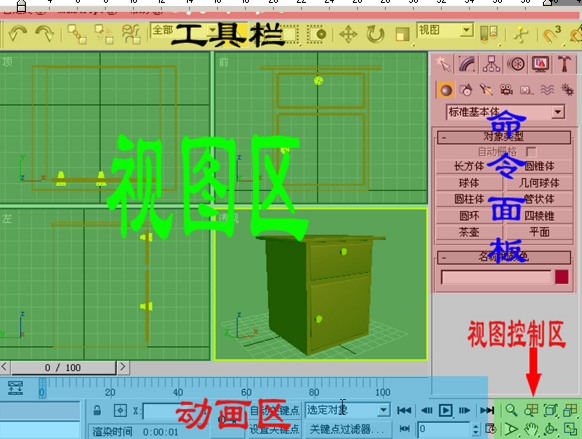 全部
工具栏
视图
顶
前
视图区
左
命令面板
标准基本体
对象类型
自动栅格
长方体 圆锥体
球体 几何球体
圆柱体 管状体
圆环 四棱锥
茶壶 平面
视图控制区
0 / 100
0 20 40 60 80 100
X:
动画区
自动关键点 选定对象
渲染时间 0:00:01
设置关键点 关键点过滤器...
0